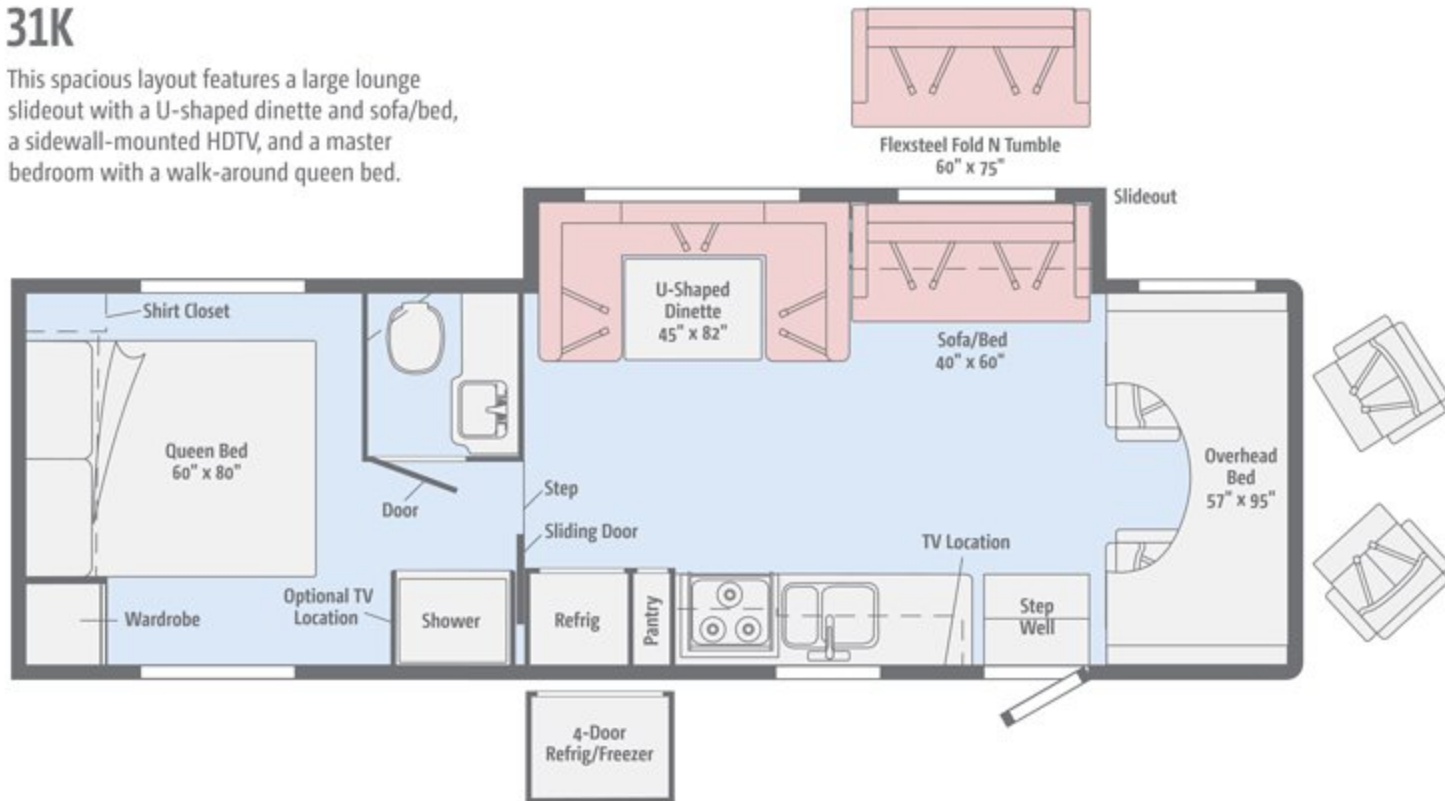 31K
This spacious layout features a large lounge
slideout with a U-shaped dinette and sofa/bed,
a sidewall-mounted HDTV, and a master
bedroom with a walk-around queen bed.
Flexsteel Fold N Tumble
60" x 75"
Slideout
Shirt Closet
U-Shaped
Dinette
45" x 82"
Sofa/Bed
40" x 60"
Queen Bed
60" x 80"
Overhead
Bed
57" x 95"
Door
Step
Sliding Door
TV Location
Optional TV
Location
Wardrobe
Shower
Refrig
Pantry
Step
Well
4-Door
Refrig/Freezer